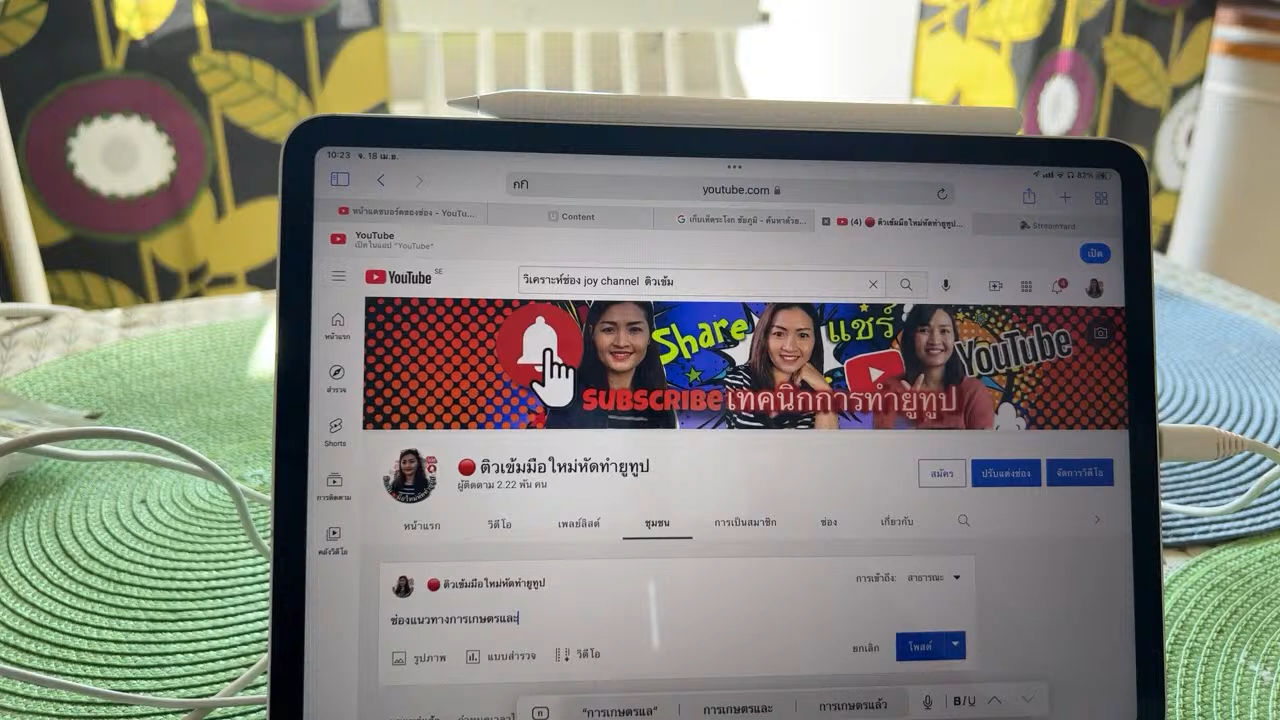 10:23 จ. 18 เม.ย.
82%
กก youtube.com
หน้าแดชบอร์ดของช่อง - YouTu...
Content
เก็บเห็ดระโงก ชัยภูมิ - ค้นหาด้วย...
(4) 🔴 ติวเข้มมือใหม่หัดทำยูทูป...
StreamYard
YouTube
เปิดในแอป "YouTube"
เปิด
YouTube SE
วิเคราะห์ช่อง joy channel ติวเข้ม
4
หน้าแรก
สำรวจ
Shorts
การติดตาม
คลังวิดีโอ
Share แชร์ YouTube
SUBSCRIBE เทคนิกการทำยูทูป
🔴 ติวเข้มมือใหม่หัดทำยูทูป
ผู้ติดตาม 2.22 พัน คน
สมัคร ปรับแต่งช่อง จัดการวิดีโอ
หน้าแรก วิดีโอ เพลย์ลิสต์ ชุมชน การเป็นสมาชิก ช่อง เกี่ยวกับ
🔴 ติวเข้มมือใหม่หัดทำยูทูป
การเข้าถึง: สาธารณะ
ช่องแนวทางการเกษตรและ
รูปภาพ แบบสำรวจ วิดีโอ
ยกเลิก โพสต์
ก "การเกษตรแล" การเกษตรและ การเกษตรแล้ว B I U